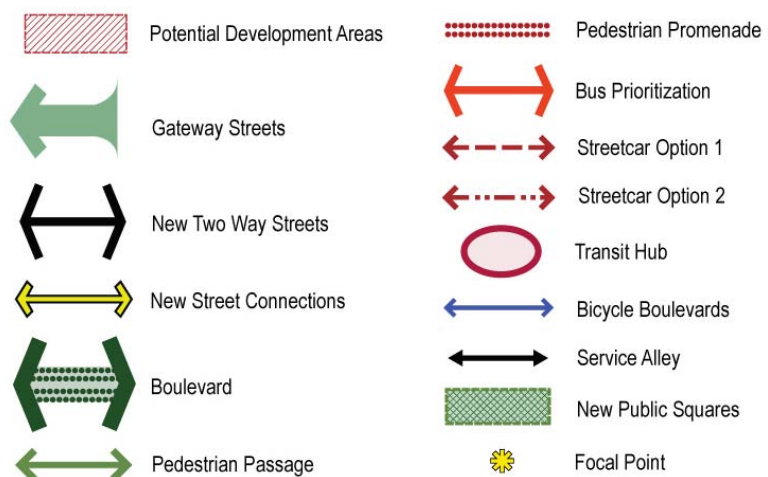 Potential Development Areas
Gateway Streets
New Two Way Streets
New Street Connections
Boulevard
Pedestrian Passage
Pedestrian Promenade
Bus Prioritization
Streetcar Option 1
Streetcar Option 2
Transit Hub
Bicycle Boulevards
Service Alley
New Public Squares
Focal Point